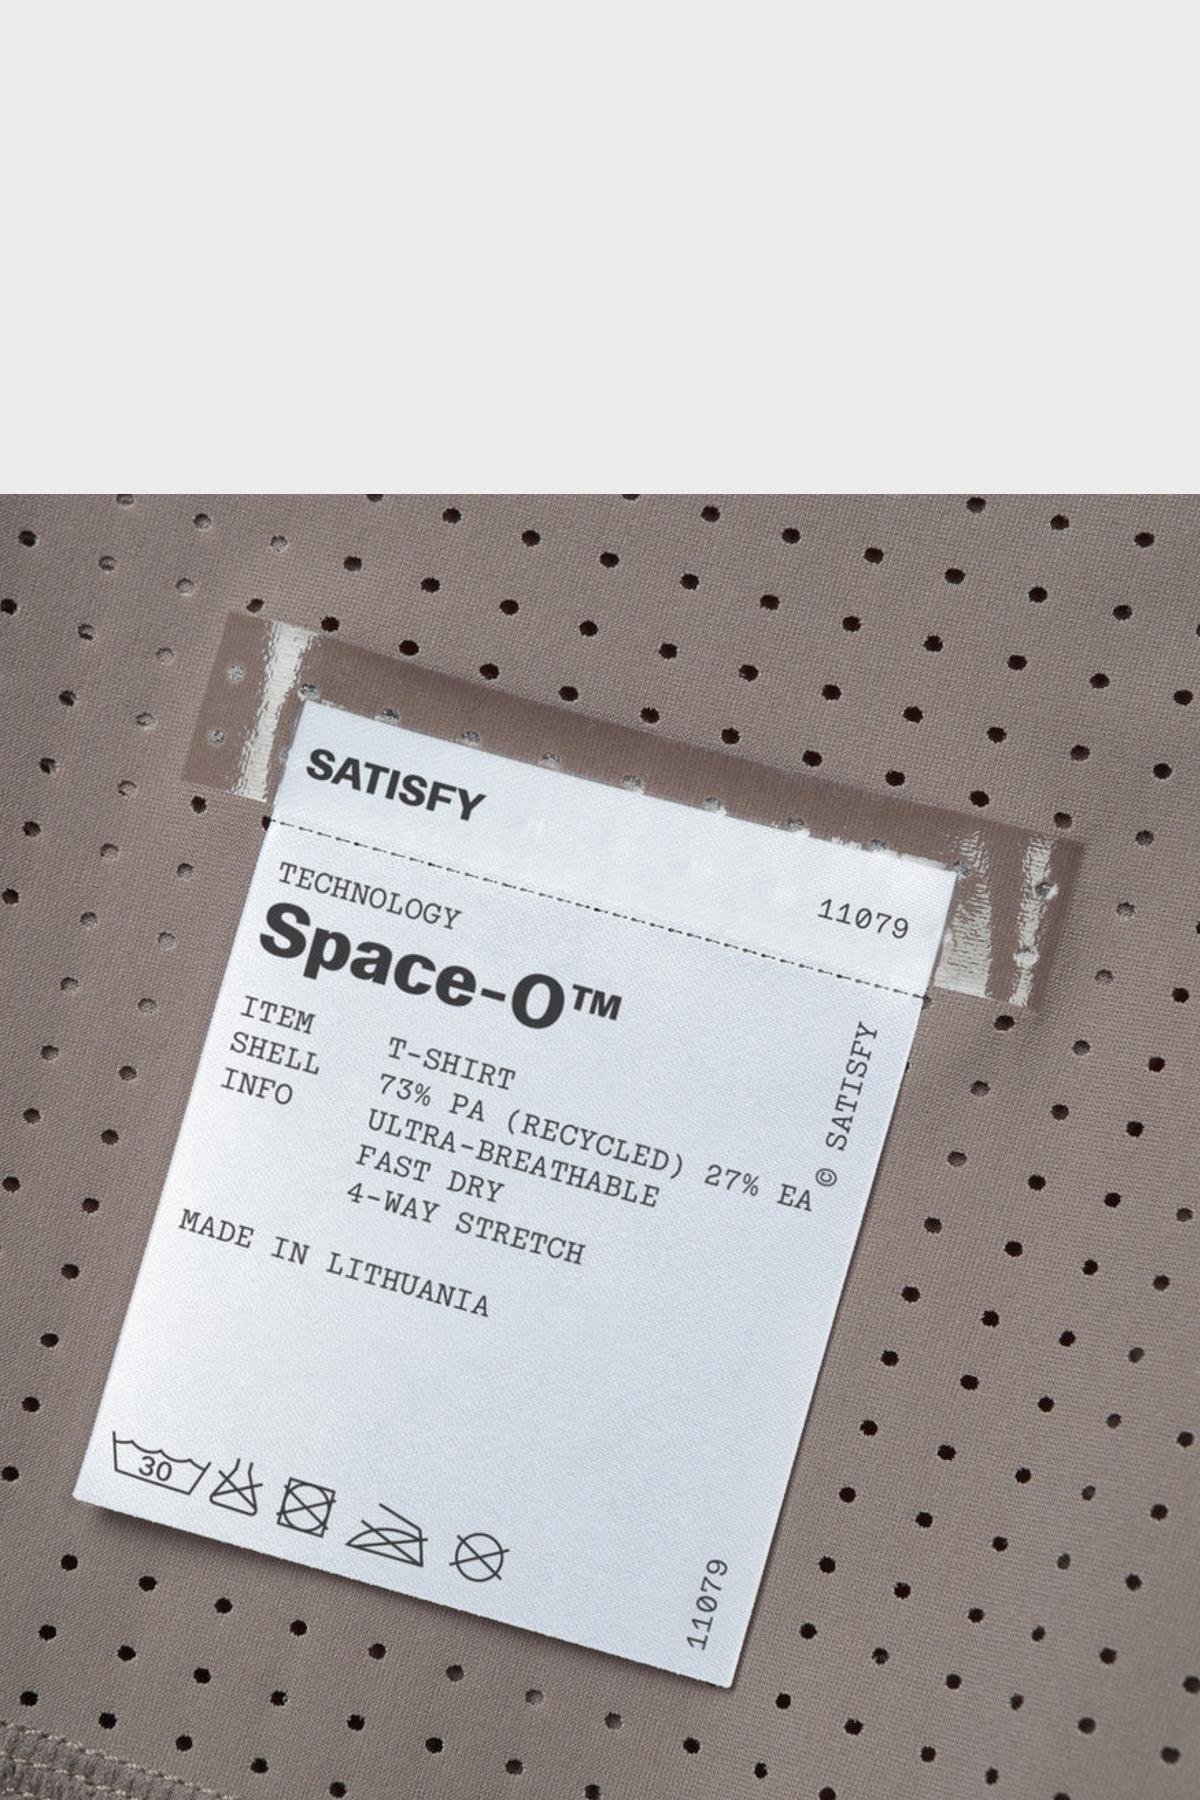 SATISFY
11079
TECHNOLOGY
Space-O™
ITEM T-SHIRT
SHELL 73% PA (RECYCLED) 27% EA
INFO ULTRA-BREATHABLE
FAST DRY
4-WAY STRETCH
MADE IN LITHUANIA
© SATISFY
30
11079